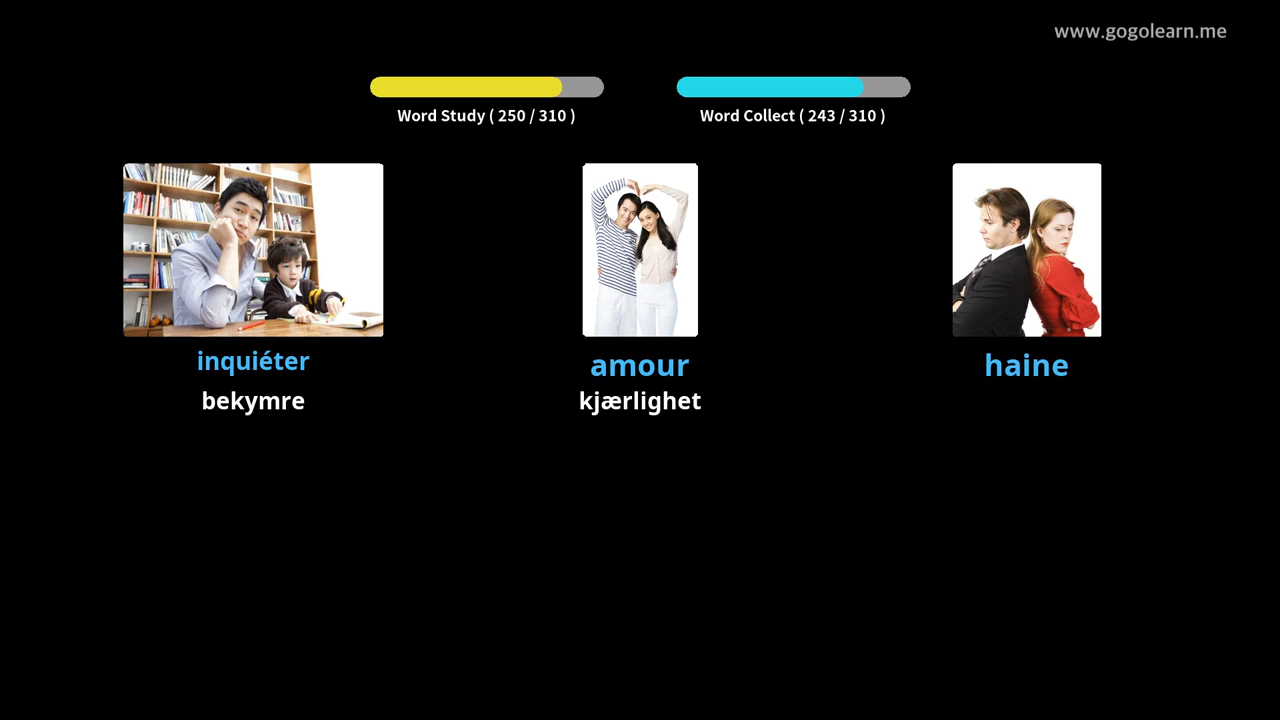 www.gogolearn.me
Word Study ( 250 / 310 )
Word Collect ( 243 / 310 )
inquiéter
bekymre
amour
kjærlighet
haine